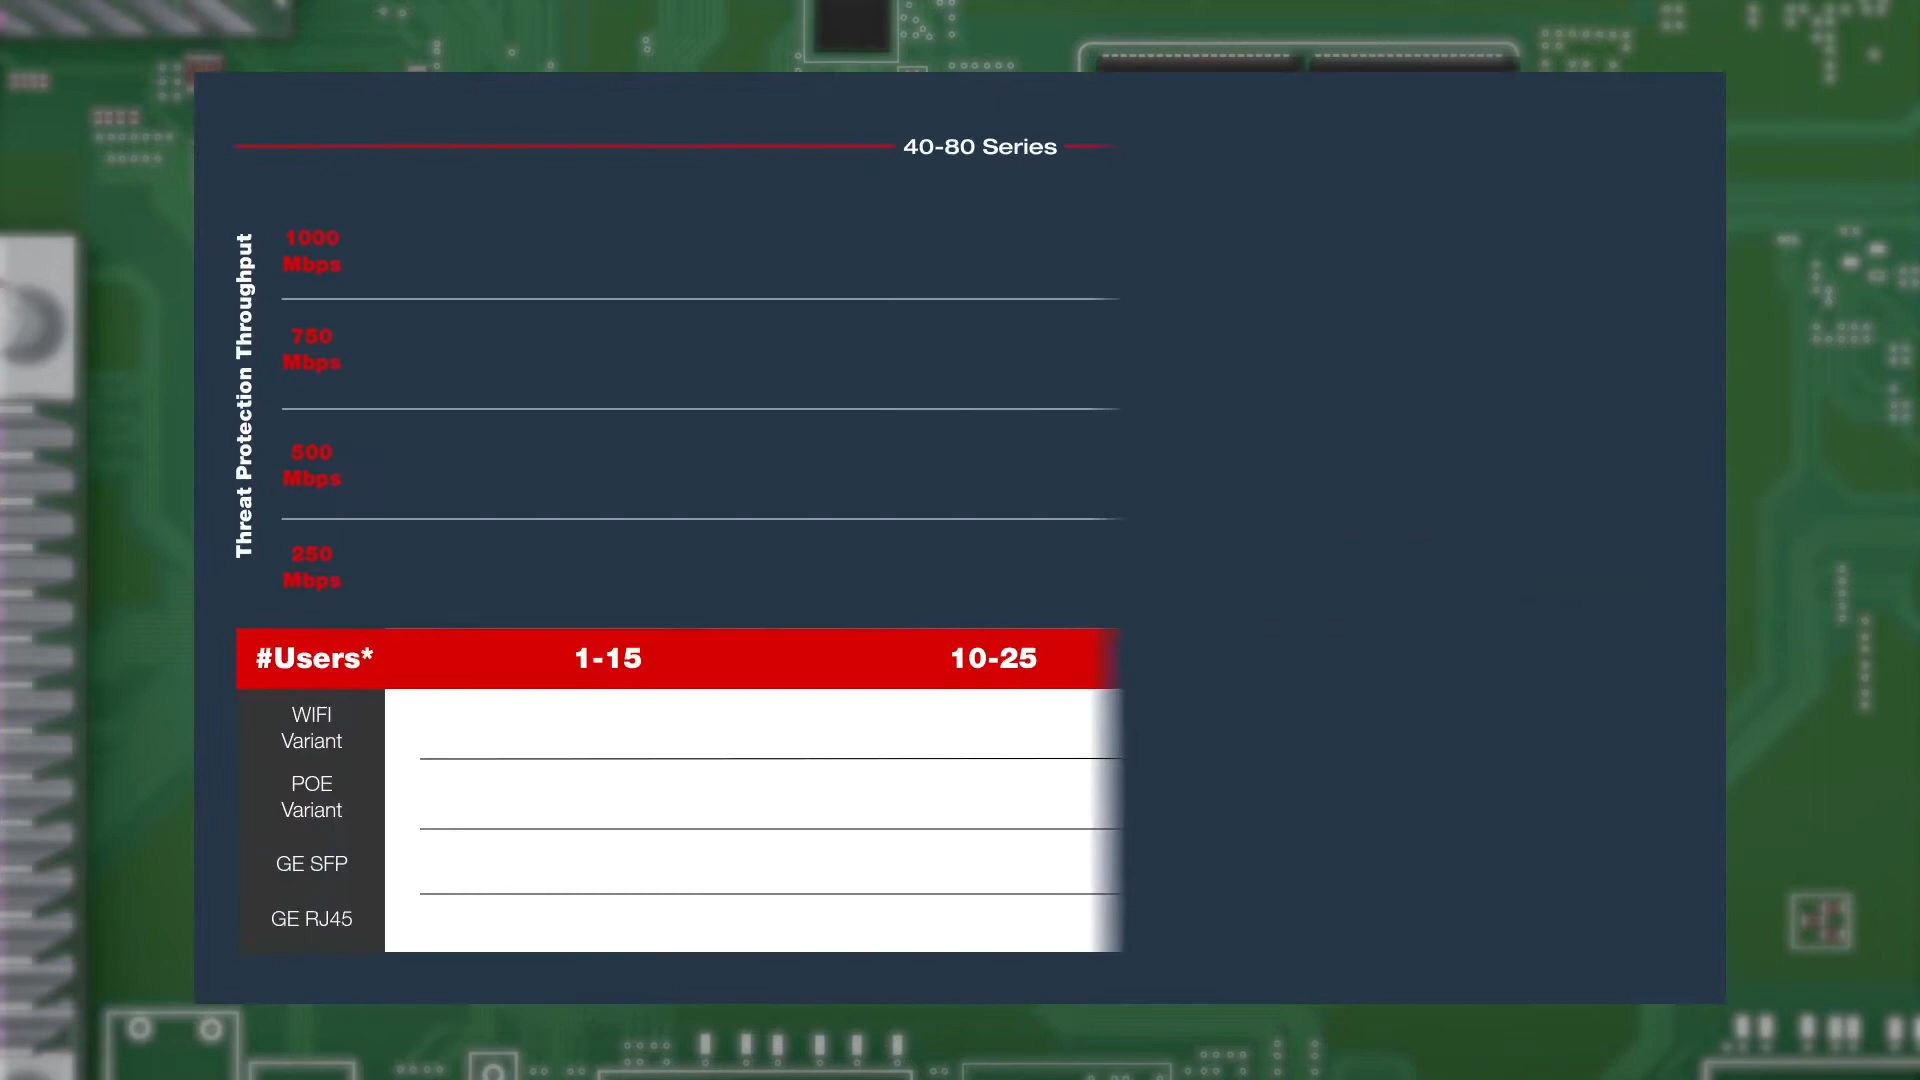 40-80 Series
Threat Protection Throughput
1000
Mbps
750
Mbps
500
Mbps
250
Mbps
#Users* 1-15 10-25
WIFI
Variant
POE
Variant
GE SFP
GE RJ45